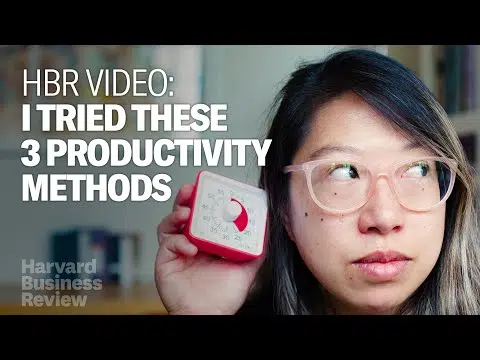 HBR VIDEO:
I TRIED THESE
3 PRODUCTIVITY
METHODS
Harvard
Business
Review